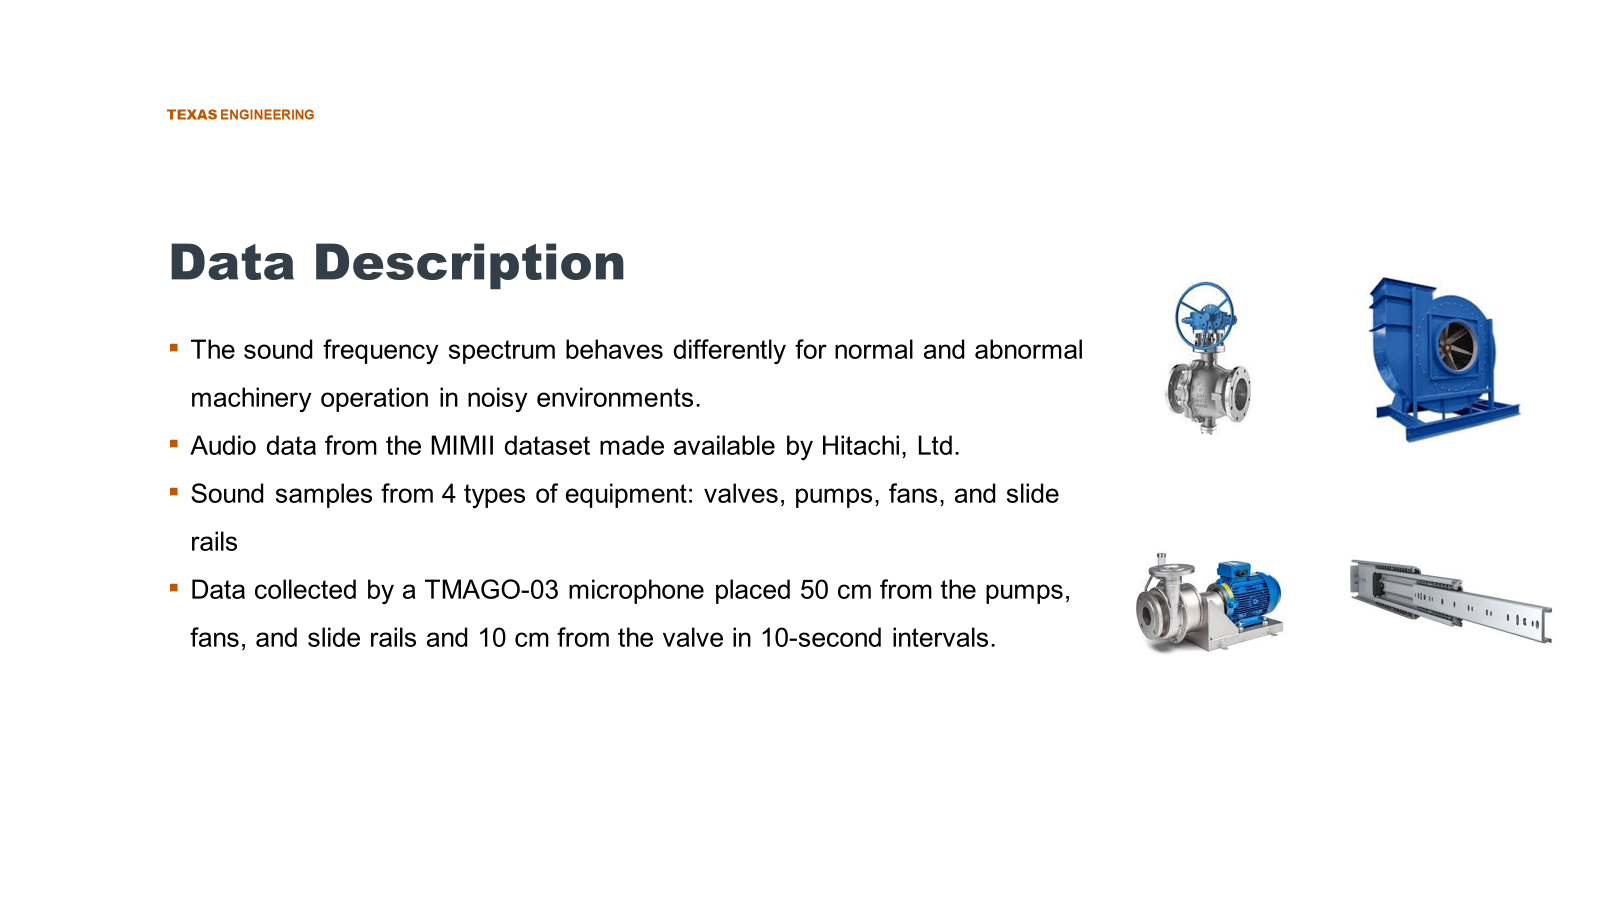 TEXAS ENGINEERING
Data Description
▪ The sound frequency spectrum behaves differently for normal and abnormal
machinery operation in noisy environments.
▪ Audio data from the MIMII dataset made available by Hitachi, Ltd.
▪ Sound samples from 4 types of equipment: valves, pumps, fans, and slide
rails
▪ Data collected by a TMAGO-03 microphone placed 50 cm from the pumps,
fans, and slide rails and 10 cm from the valve in 10-second intervals.